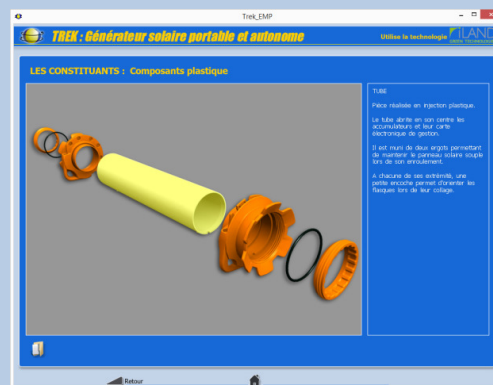 Trek_EMP
TREK : Générateur solaire portable et autonome
Utilise la technologie ILAND
GREEN TECHNOLOGY
LES CONSTITUANTS : Composants plastique
TUBE
Pièce réalisée en injection plastique.
Le tube abrite en son centre les
accumulateurs et leur carte
électronique de gestion.
Il est muni de deux ergots permettant
de maintenir le panneau solaire souple
lors de son enroulement.
A chacune de ses extrémité, une
petite encoche permet d'orienter les
flasques lors de leur collage.
Retour